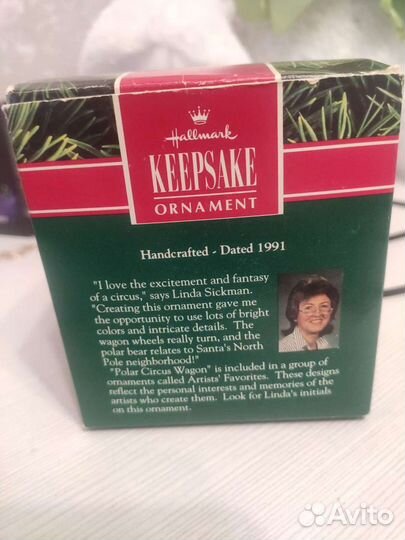 Hallmark
KEEPSAKE
ORNAMENT
Handcrafted - Dated 1991
"I love the excitement and fantasy
of a circus," says Linda Sickman.
"Creating this ornament gave me
the opportunity to use lots of bright
colors and intricate details. The
wagon wheels really turn, and the
polar bear relates to Santa's North
Pole neighborhood!"
"Polar Circus Wagon" is included in a group of
ornaments called Artists' Favorites. These designs
reflect the personal interests and memories of the
artists who create them. Look for Linda's initials
on this ornament.
Avito